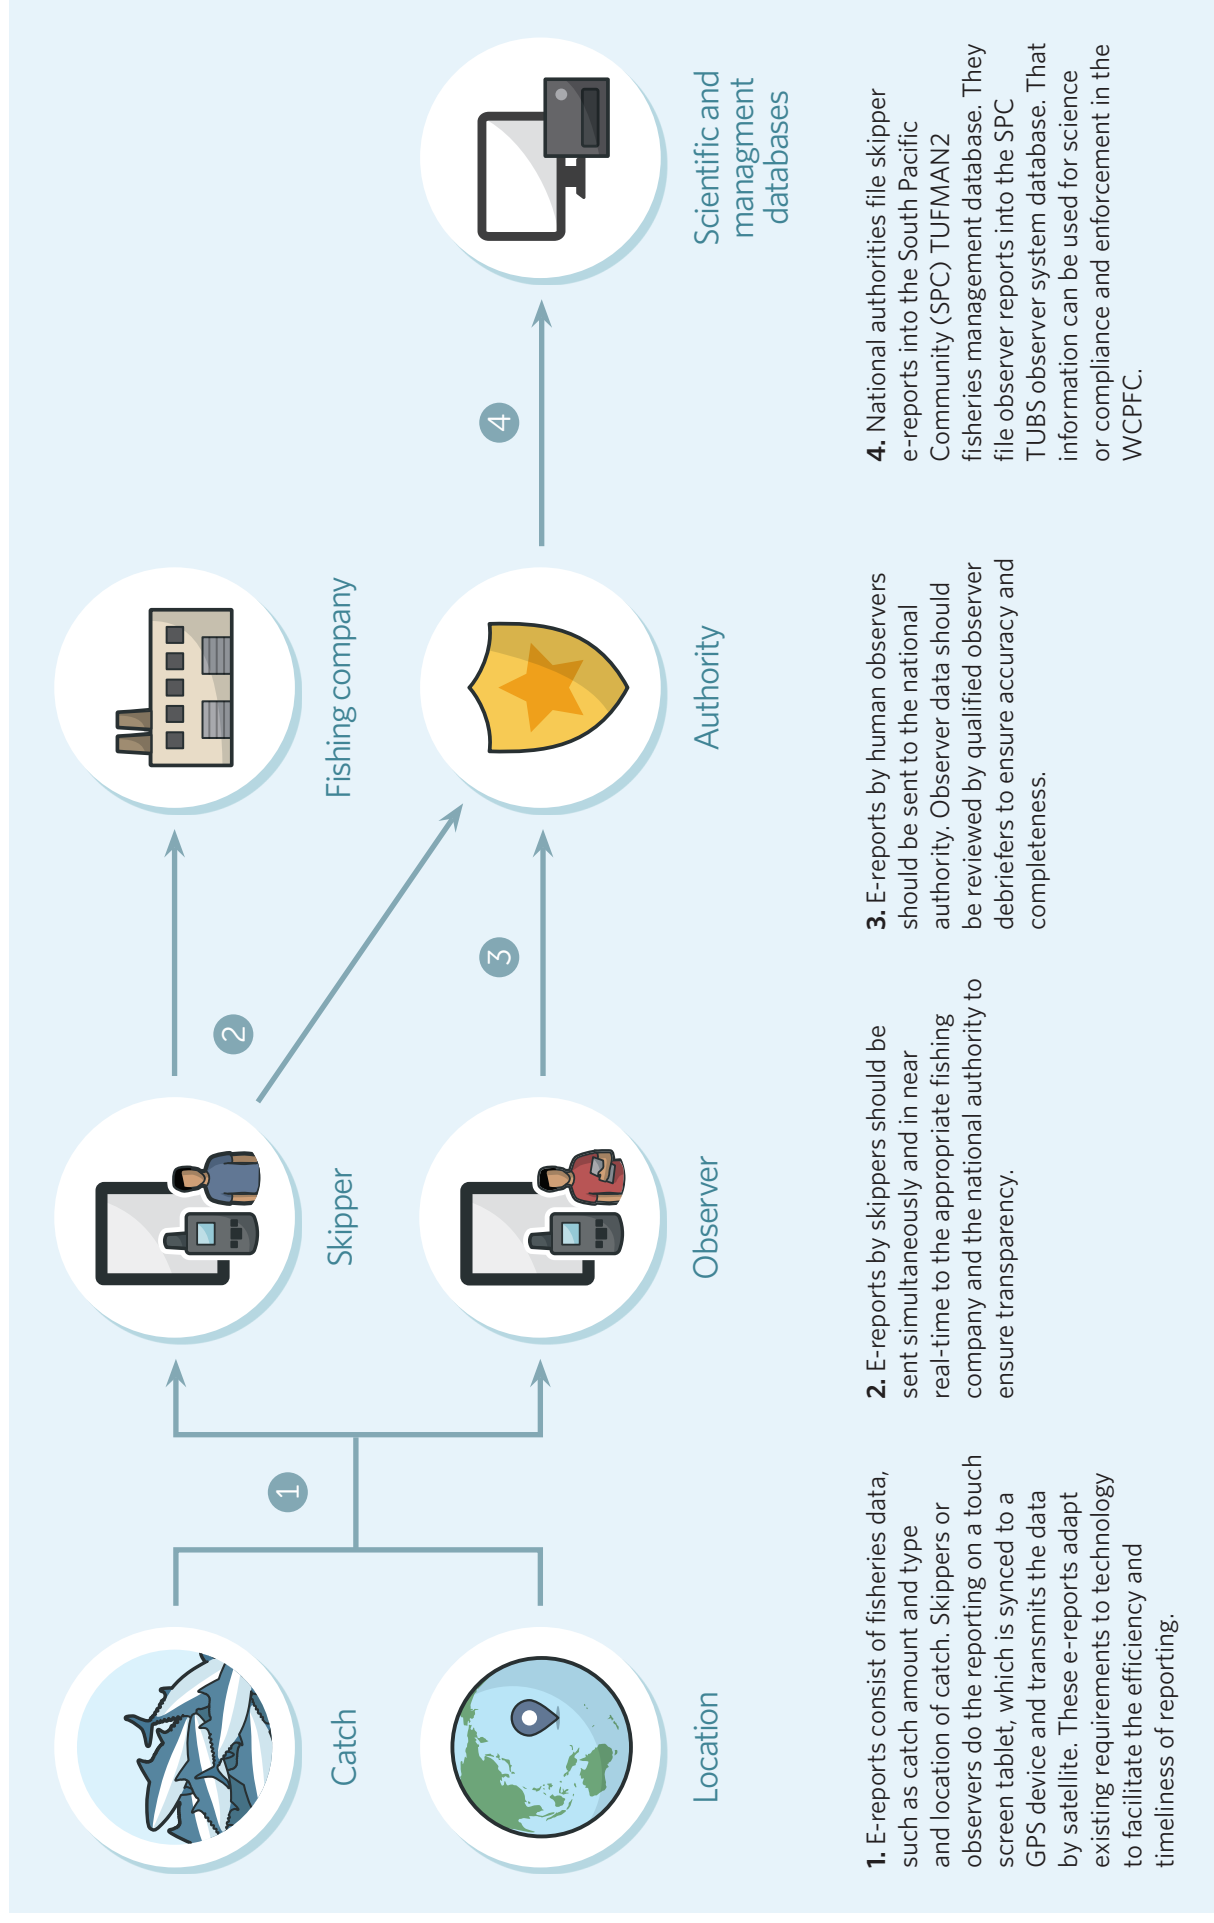 Catch
Location
1
Skipper
Observer
2
3
Fishing company
Authority
4
Scientific and
managment
databases
1. E-reports consist of fisheries data,
such as catch amount and type
and location of catch. Skippers or
observers do the reporting on a touch
screen tablet, which is synced to a
GPS device and transmits the data
by satellite. These e-reports adapt
existing requirements to technology
to facilitate the efficiency and
timeliness of reporting.
2. E-reports by skippers should be
sent simultaneously and in near
real-time to the appropriate fishing
company and the national authority to
ensure transparency.
3. E-reports by human observers
should be sent to the national
authority. Observer data should
be reviewed by qualified observer
debriefers to ensure accuracy and
completeness.
4. National authorities file skipper
e-reports into the South Pacific
Community (SPC) TUFMAN2
fisheries management database. They
file observer reports into the SPC
TUBS observer system database. That
information can be used for science
or compliance and enforcement in the
WCPFC.